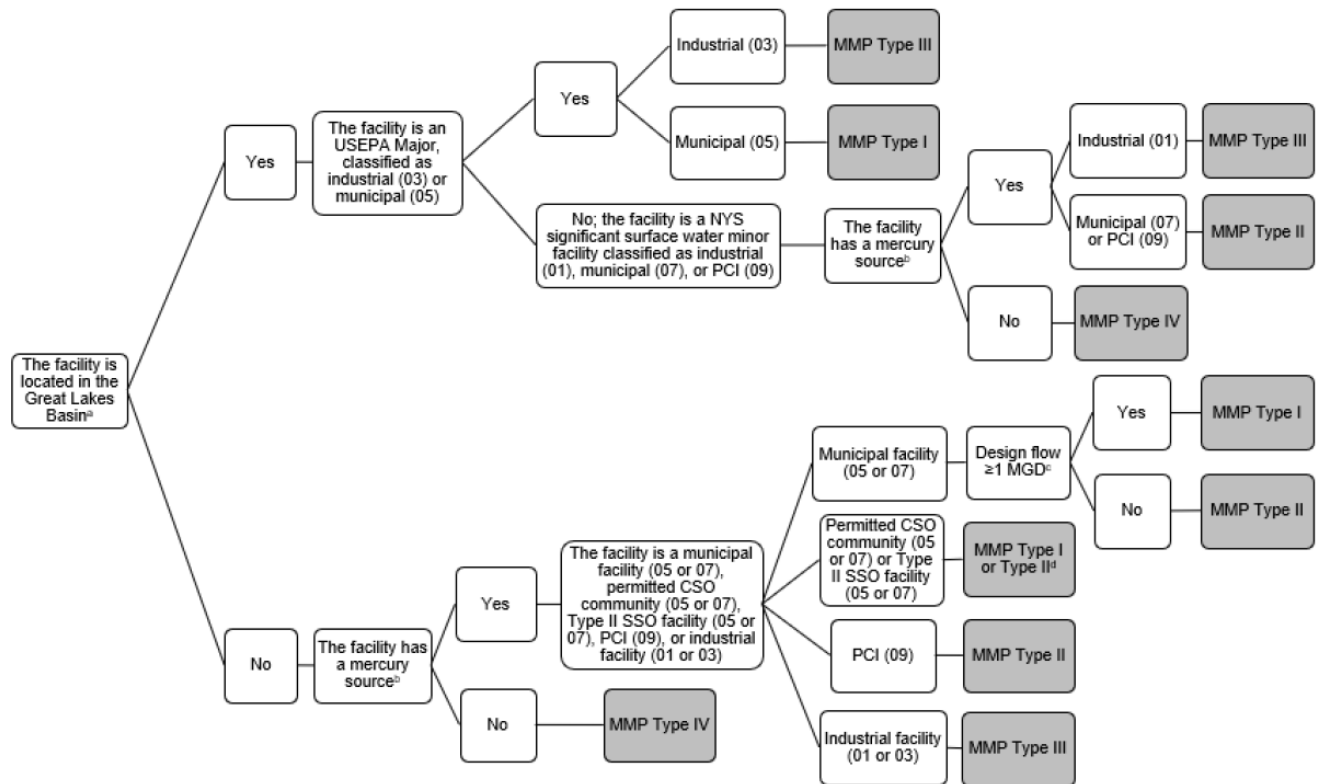 Industrial (03)
MMP Type III
Yes
Municipal (05)
MMP Type I
Yes
The facility is an
USEPA Major,
classified as
industrial (03) or
municipal (05)
No; the facility is a NYS
significant surface water minor
facility classified as industrial
(01), municipal (07), or PCI (09)
The facility
has a mercury
sourceᵇ
Yes
Industrial (01)
MMP Type III
Municipal (07)
or PCI (09)
MMP Type II
No
MMP Type IV
The facility is
located in the
Great Lakes
Basinᵃ
No
The facility has
a mercury
sourceᵇ
Yes
The facility is a municipal
facility (05 or 07),
permitted CSO
community (05 or 07),
Type II SSO facility (05 or
07), PCI (09), or industrial
facility (01 or 03)
No
MMP Type IV
Municipal facility
(05 or 07)
Design flow
≥1 MGDᶜ
Yes
MMP Type I
No
MMP Type II
Permitted CSO
community (05
or 07) or Type
II SSO facility
(05 or 07)
MMP Type I
or Type IIᵈ
PCI (09)
MMP Type II
Industrial facility
(01 or 03)
MMP Type III